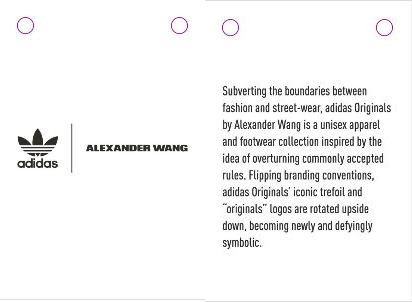 adidas
ALEXANDER WANG
Subverting the boundaries between
fashion and street-wear, adidas Originals
by Alexander Wang is a unisex apparel
and footwear collection inspired by the
idea of overturning commonly accepted
rules. Flipping branding conventions,
adidas Originals' iconic trefoil and
"originals" logos are rotated upside
down, becoming newly and defyingly
symbolic.